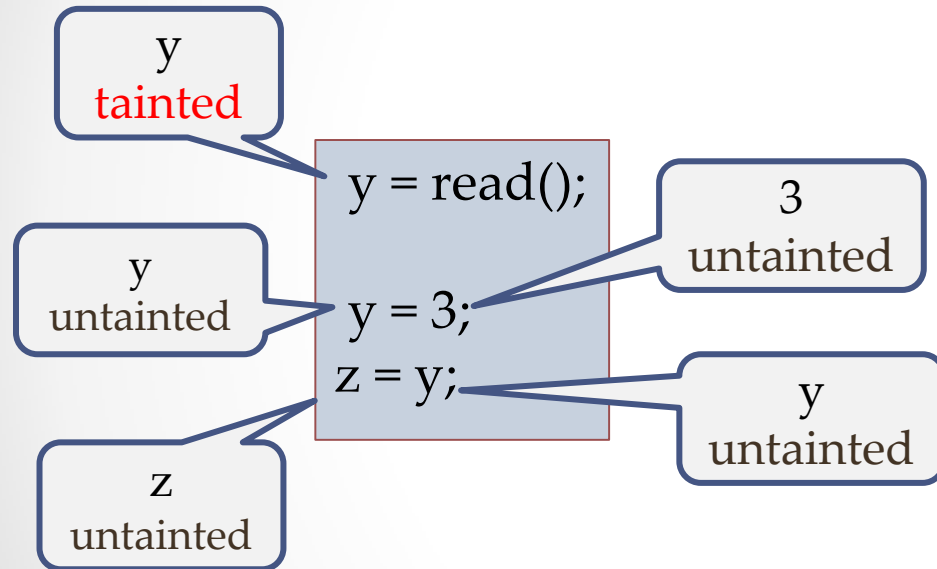 y
tainted
y = read();
3
untainted
y
untainted
y = 3;
z = y;
y
untainted
z
untainted